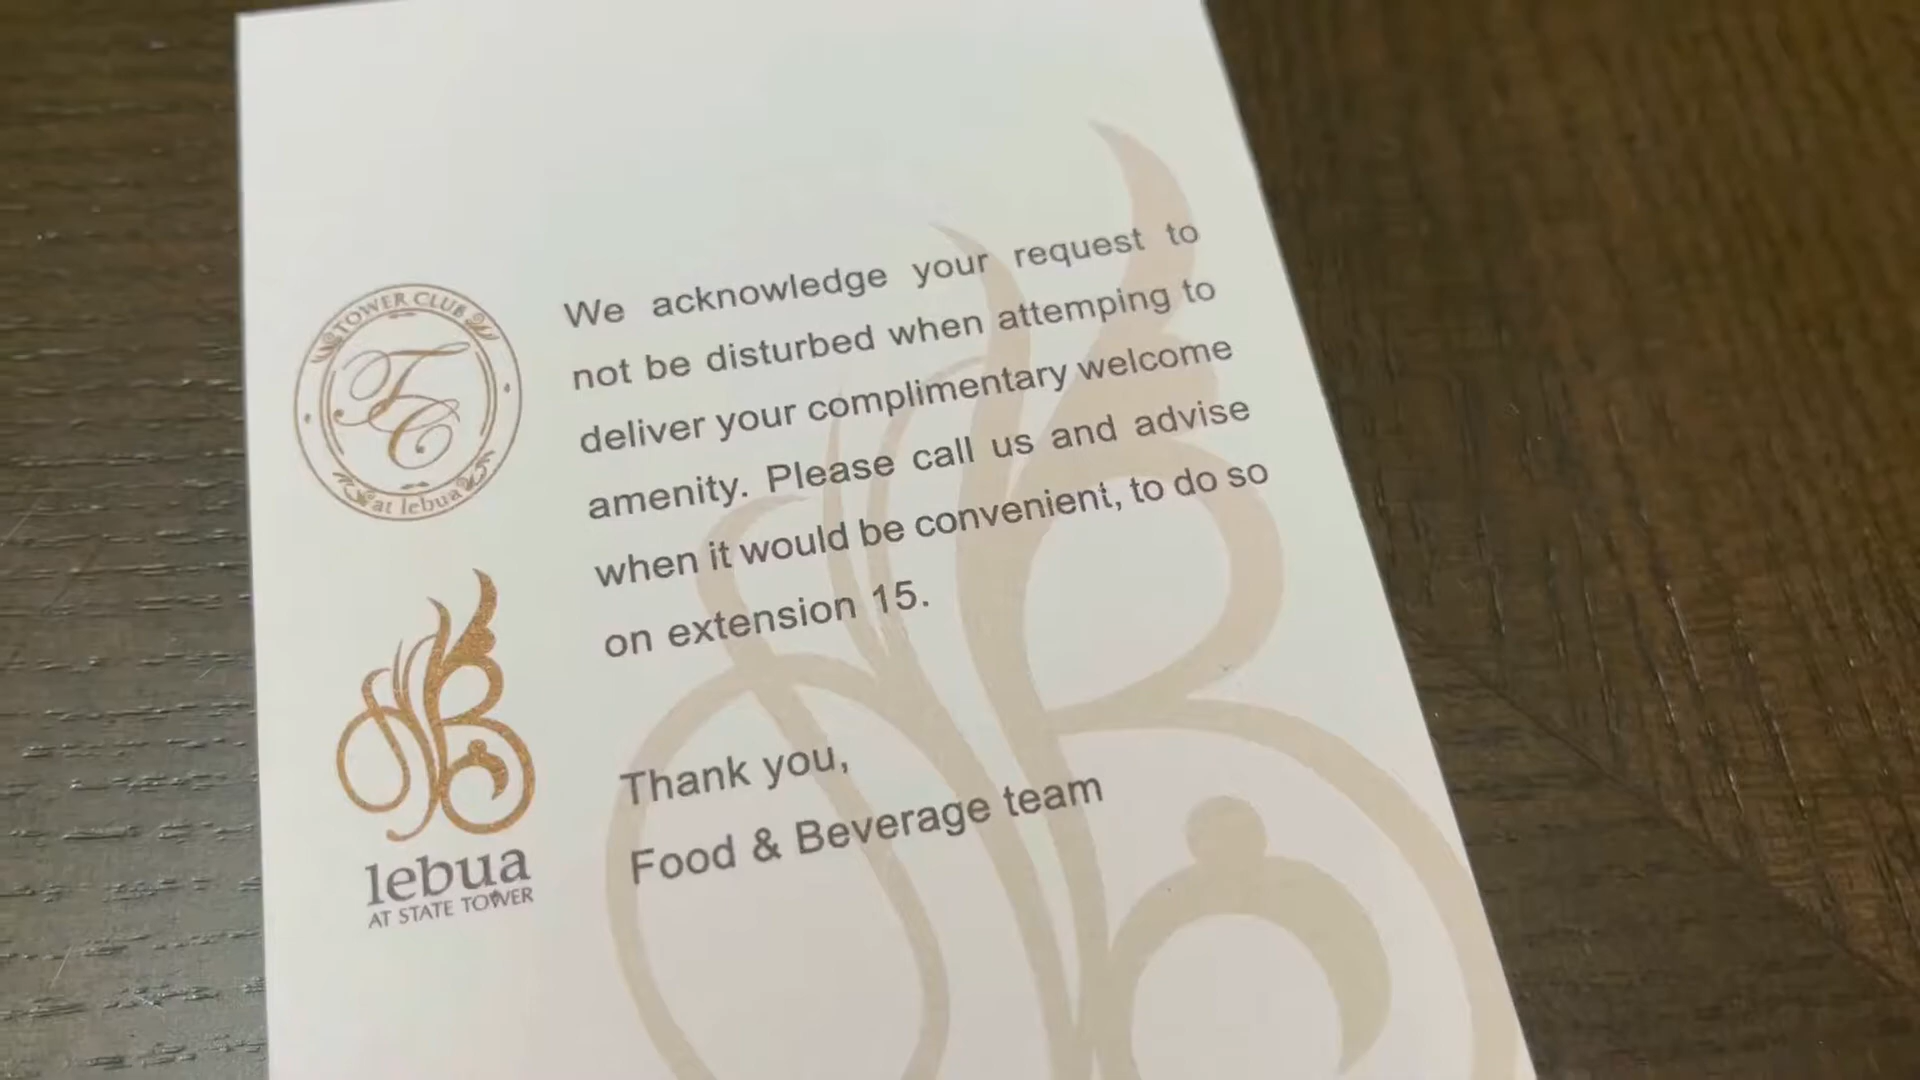 TOWER CLUB
TC
at lebua
lebua
AT STATE TOWER
We acknowledge your request to
not be disturbed when attemping to
deliver your complimentary welcome
amenity. Please call us and advise
when it would be convenient, to do so
on extension 15.
Thank you,
Food & Beverage team